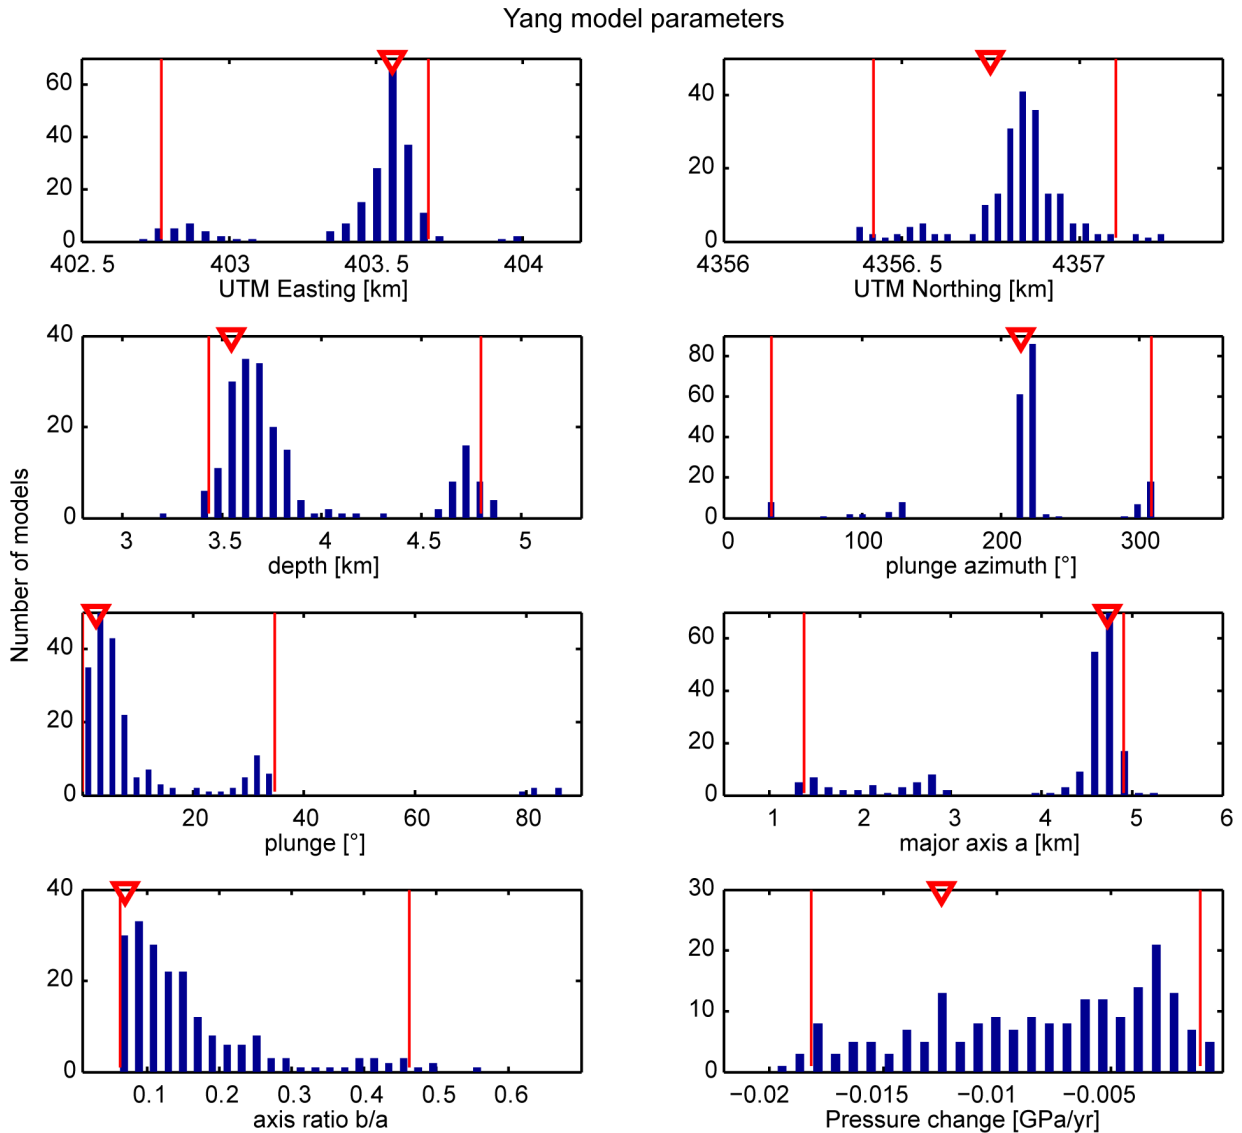 Yang model parameters
60
40
20
0
402. 5 403 403.5 404
UTM Easting [km]
40
20
0
4356 4356. 5 4357
UTM Northing [km]
40
20
0
3 3.5 4 4.5 5
depth [km]
80
60
40
20
0
0 100 200 300
plunge azimuth [°]
Number of models
40
20
0
20 40 60 80
plunge [°]
60
40
20
0
1 2 3 4 5 6
major axis a [km]
40
20
0
0.1 0.2 0.3 0.4 0.5 0.6
axis ratio b/a
30
20
10
0
−0.02 −0.015 −0.01 −0.005
Pressure change [GPa/yr]